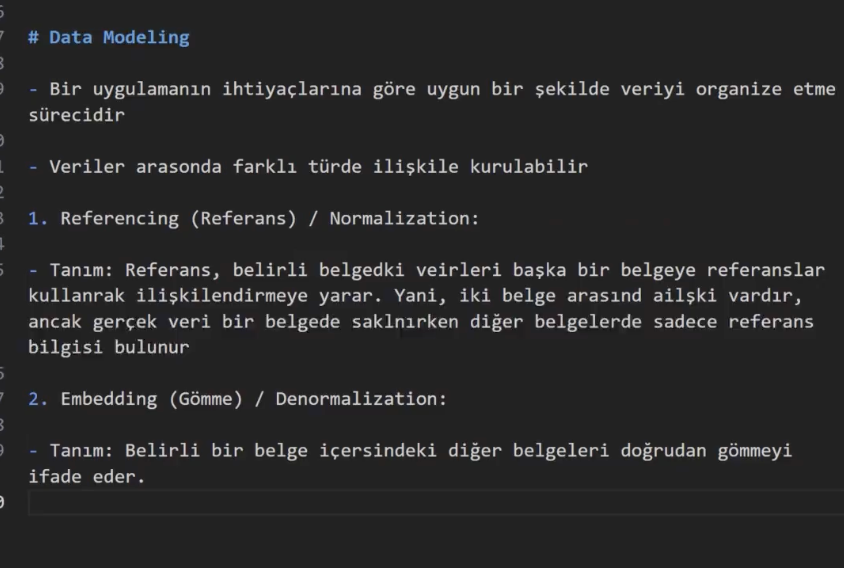 # Data Modeling
- Bir uygulamanın ihtiyaçlarına göre uygun bir şekilde veriyi organize etme
sürecidir
- Veriler arasonda farklı türde ilişkile kurulabilir
1. Referencing (Referans) / Normalization:
- Tanım: Referans, belirli belgedki veirleri başka bir belgeye referanslar
kullanrak ilişkilendirmeye yarar. Yani, iki belge arasınd ailşki vardır,
ancak gerçek veri bir belgede saklnırken diğer belgelerde sadece referans
bilgisi bulunur
2. Embedding (Gömme) / Denormalization:
- Tanım: Belirli bir belge içersindeki diğer belgeleri doğrudan gömmeyi
ifade eder.